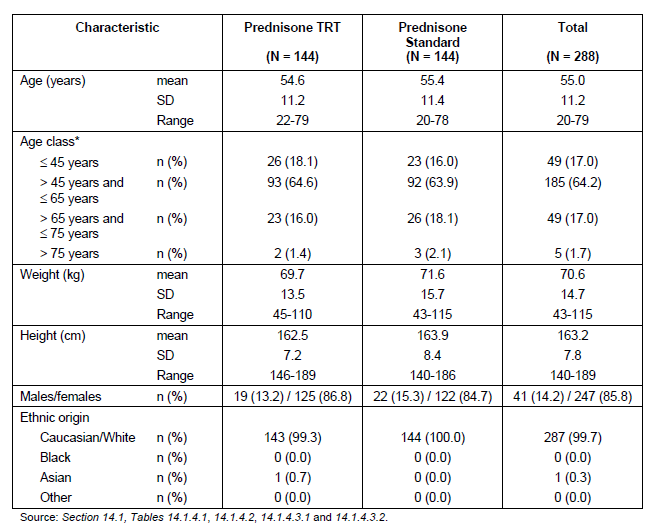 Characteristic Prednisone TRT Prednisone Standard Total
(N = 144) (N = 144) (N = 288)
Age (years) mean 54.6 55.4 55.0
SD 11.2 11.4 11.2
Range 22-79 20-78 20-79
Age class*
≤ 45 years n (%) 26 (18.1) 23 (16.0) 49 (17.0)
> 45 years and n (%) 93 (64.6) 92 (63.9) 185 (64.2)
≤ 65 years
> 65 years and n (%) 23 (16.0) 26 (18.1) 49 (17.0)
≤ 75 years
> 75 years n (%) 2 (1.4) 3 (2.1) 5 (1.7)
Weight (kg) mean 69.7 71.6 70.6
SD 13.5 15.7 14.7
Range 45-110 43-115 43-115
Height (cm) mean 162.5 163.9 163.2
SD 7.2 8.4 7.8
Range 146-189 140-186 140-189
Males/females n (%) 19 (13.2) / 125 (86.8) 22 (15.3) / 122 (84.7) 41 (14.2) / 247 (85.8)
Ethnic origin
Caucasian/White n (%) 143 (99.3) 144 (100.0) 287 (99.7)
Black n (%) 0 (0.0) 0 (0.0) 0 (0.0)
Asian n (%) 1 (0.7) 0 (0.0) 1 (0.3)
Other n (%) 0 (0.0) 0 (0.0) 0 (0.0)
Source: Section 14.1, Tables 14.1.4.1, 14.1.4.2, 14.1.4.3.1 and 14.1.4.3.2.